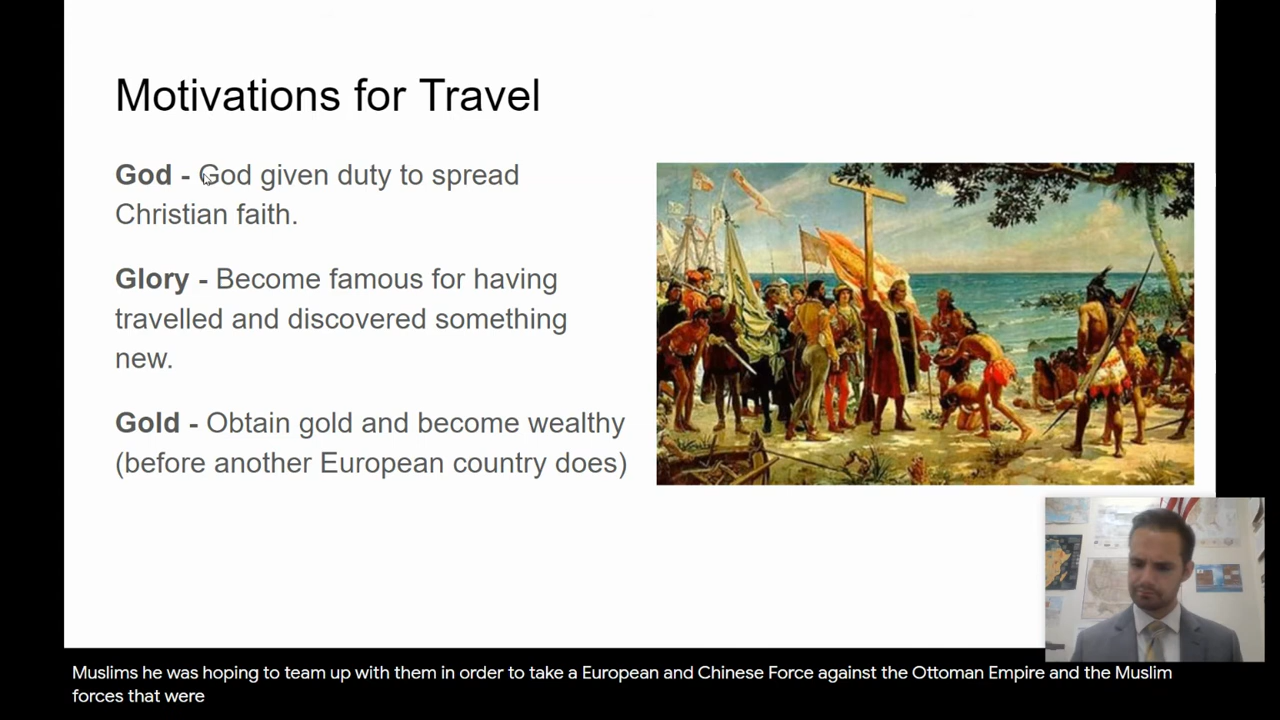 Motivations for Travel
God - God given duty to spread
Christian faith.
Glory - Become famous for having
travelled and discovered something
new.
Gold - Obtain gold and become wealthy
(before another European country does)
Muslims he was hoping to team up with them in order to take a European and Chinese Force against the Ottoman Empire and the Muslim
forces that were